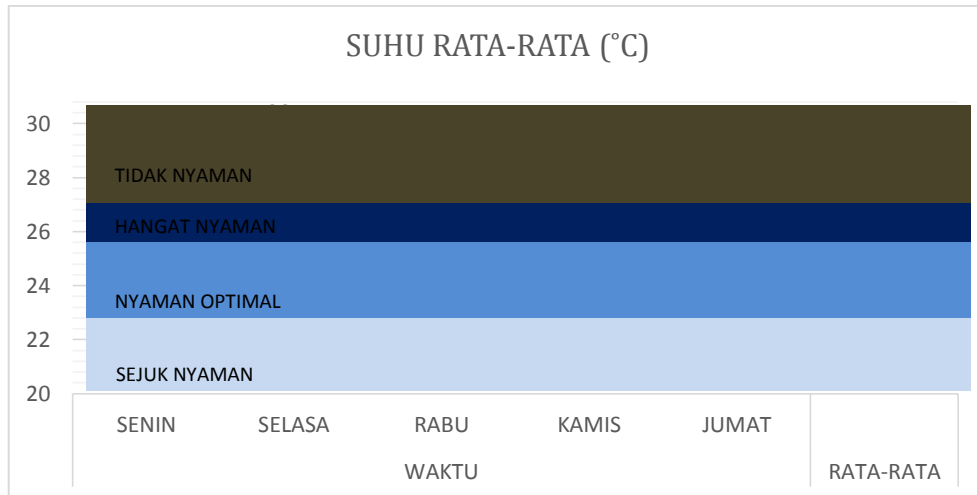 SUHU RATA-RATA (˚C)
30
28
26
24
22
20
TIDAK NYAMAN
HANGAT NYAMAN
NYAMAN OPTIMAL
SEJUK NYAMAN
SENIN SELASA RABU KAMIS JUMAT
WAKTU RATA-RATA